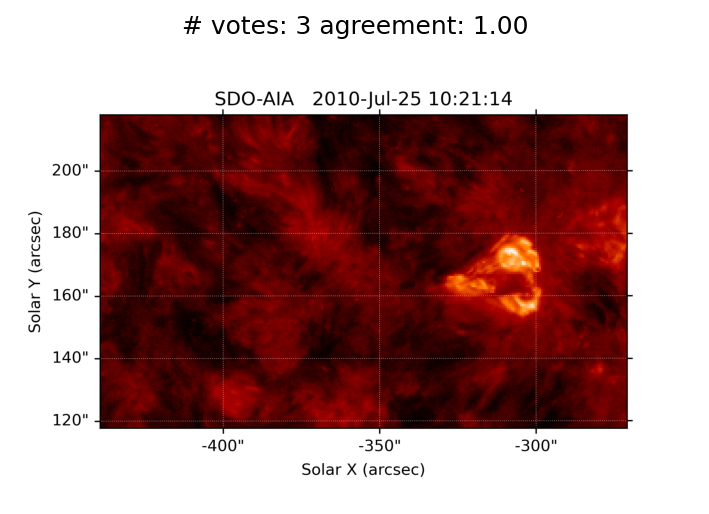 # votes: 3 agreement: 1.00
SDO-AIA 2010-Jul-25 10:21:14
200"
180"
160"
140"
120"
Solar Y (arcsec)
-400" -350" -300"
Solar X (arcsec)